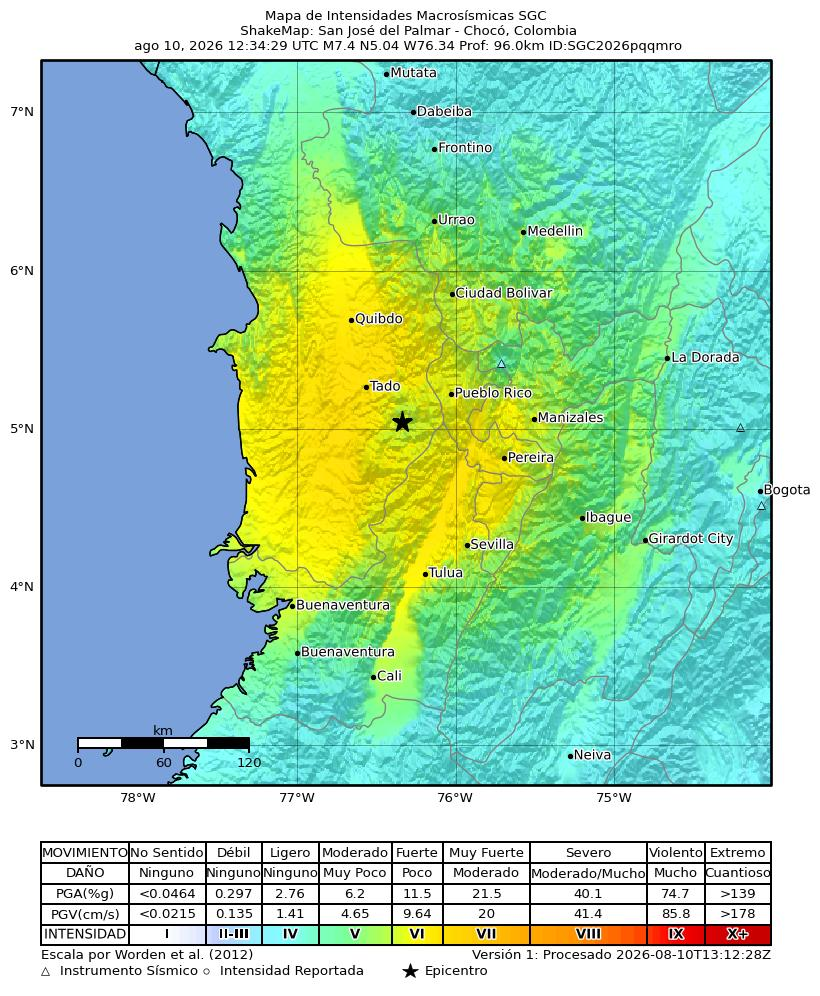 Mapa de Intensidades Macrosísmicas SGC
ShakeMap: San José del Palmar - Chocó, Colombia
ago 10, 2026 12:34:29 UTC M7.4 N5.04 W76.34 Prof: 96.0km ID:SGC2026pqqmro
Mutata
7°N
Dabeiba
Frontino
Urrao
Medellin
6°N
Ciudad Bolivar
Quibdo
La Dorada
Tado
Pueblo Rico
Manizales
5°N
Pereira
Bogota
Ibague
Girardot City
Sevilla
Tulua
4°N
Buenaventura
Buenaventura
Cali
km
3°N
Neiva
0 60 120
78°W 77°W 76°W 75°W
MOVIMIENTO No Sentido Débil Ligero Moderado Fuerte Muy Fuerte Severo Violento Extremo
DAÑO Ninguno Ninguno Ninguno Muy Poco Poco Moderado Moderado/Mucho Mucho Cuantioso
PGA(%g) <0.0464 0.297 2.76 6.2 11.5 21.5 40.1 74.7 >139
PGV(cm/s) <0.0215 0.135 1.41 4.65 9.64 20 41.4 85.8 >178
INTENSIDAD I II-III IV V VI VII VIII IX X+
Escala por Worden et al. (2012) Versión 1: Procesado 2026-08-10T13:12:28Z
△ Instrumento Sísmico ○ Intensidad Reportada ★ Epicentro